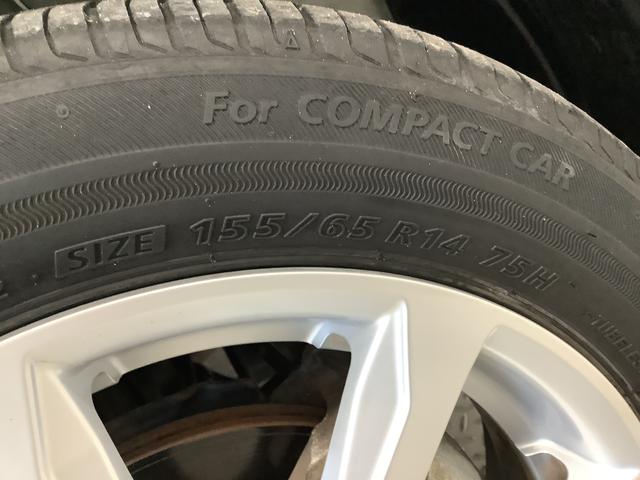 For COMPACT CAR
SIZE 155/65 R14 75H